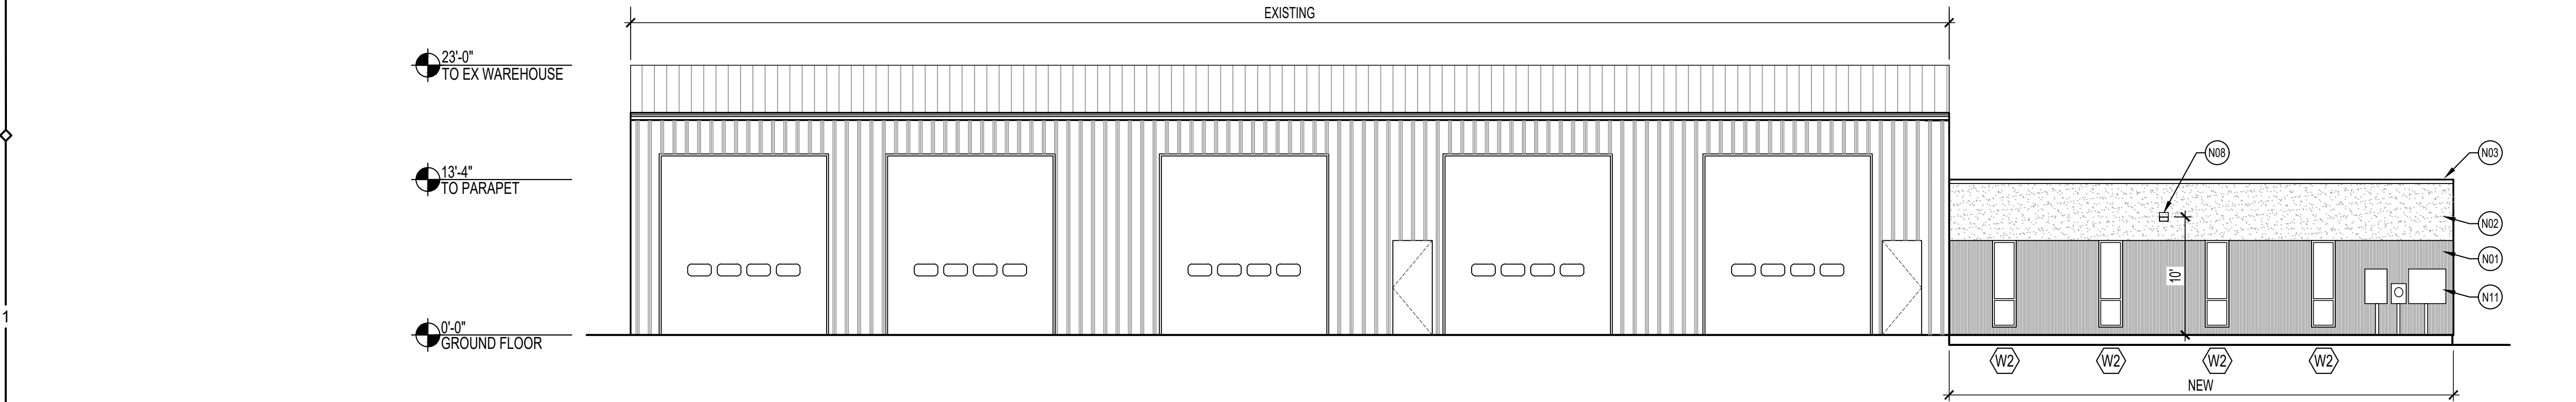 EXISTING
23'-0"
TO EX WAREHOUSE
13'-4"
TO PARAPET
N08
N03
N02
N01
10'
N11
1
0'-0"
GROUND FLOOR
W2
W2
W2
W2
NEW